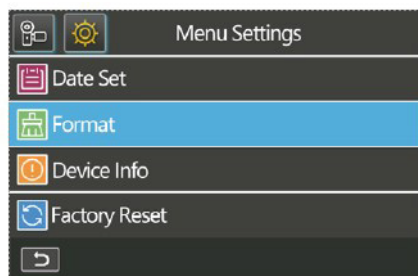 Menu Settings
Date Set
Format
Device Info
Factory Reset